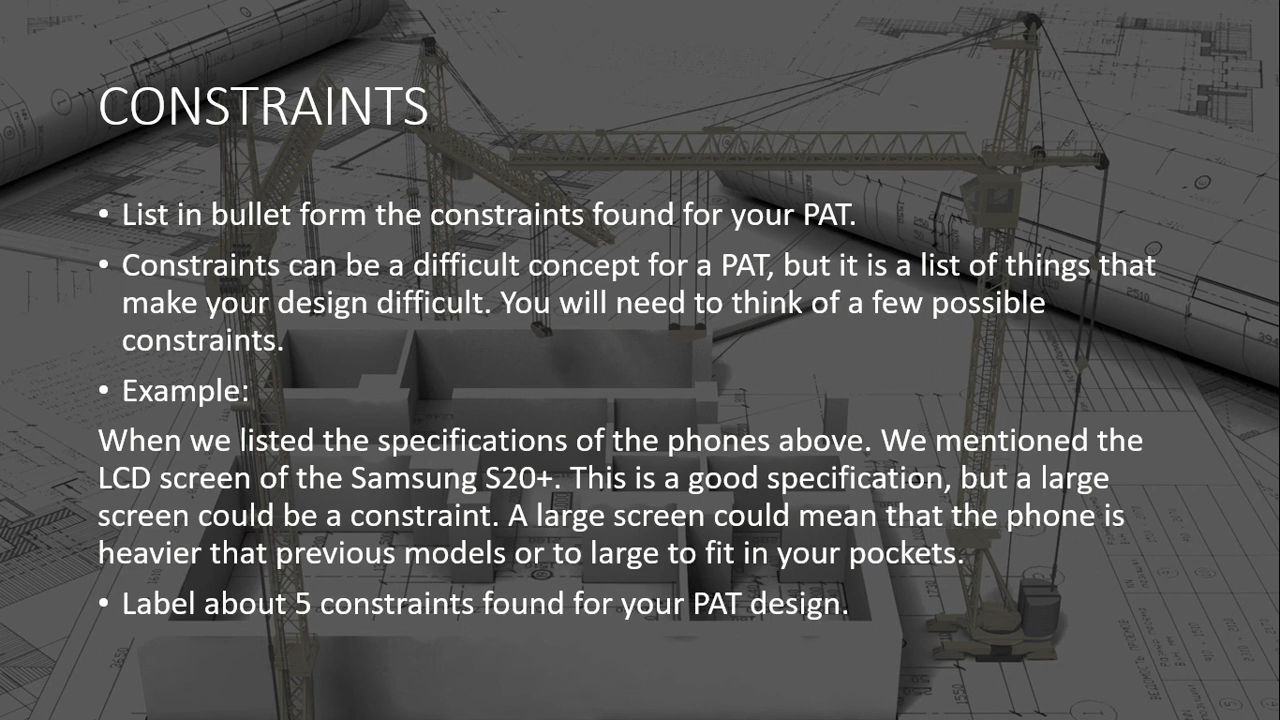 CONSTRAINTS
• List in bullet form the constraints found for your PAT.
• Constraints can be a difficult concept for a PAT, but it is a list of things that
make your design difficult. You will need to think of a few possible
constraints.
• Example:
When we listed the specifications of the phones above. We mentioned the
LCD screen of the Samsung S20+. This is a good specification, but a large
screen could be a constraint. A large screen could mean that the phone is
heavier that previous models or to large to fit in your pockets.
• Label about 5 constraints found for your PAT design.